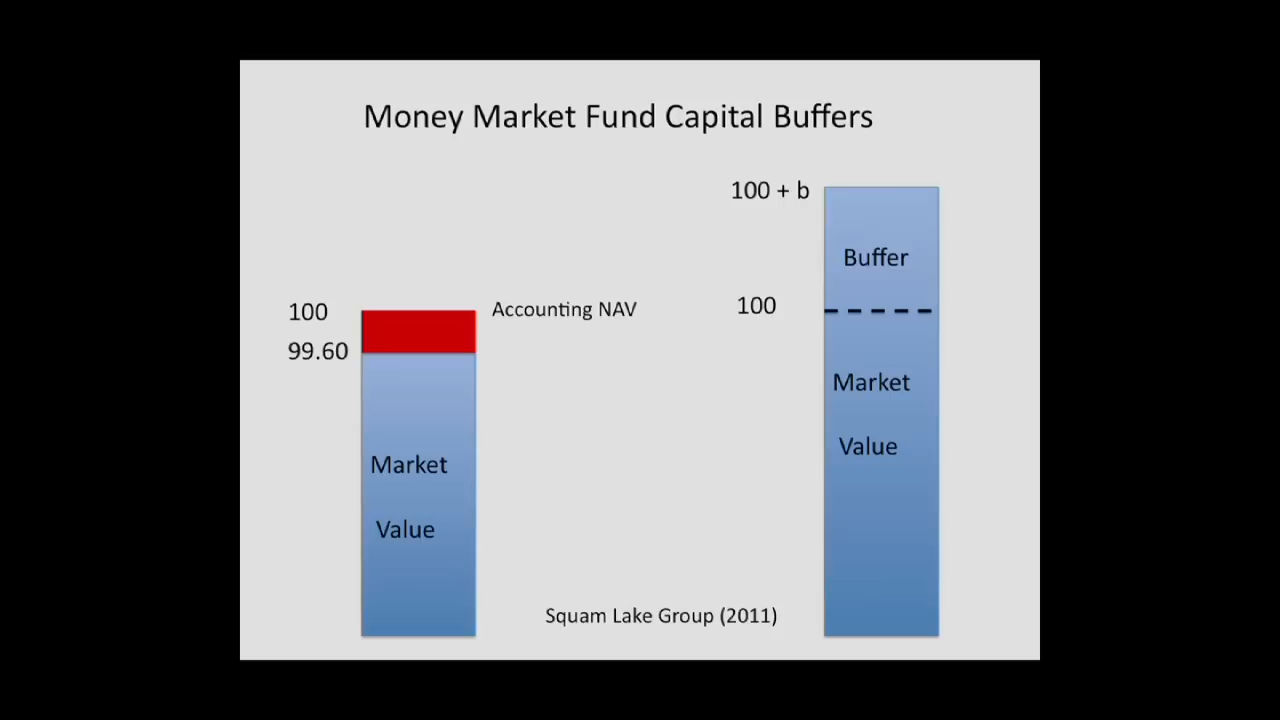 Money Market Fund Capital Buffers
100 + b
Buffer
100
Accounting NAV
100
99.60
Market
Value
Market
Value
Squam Lake Group (2011)